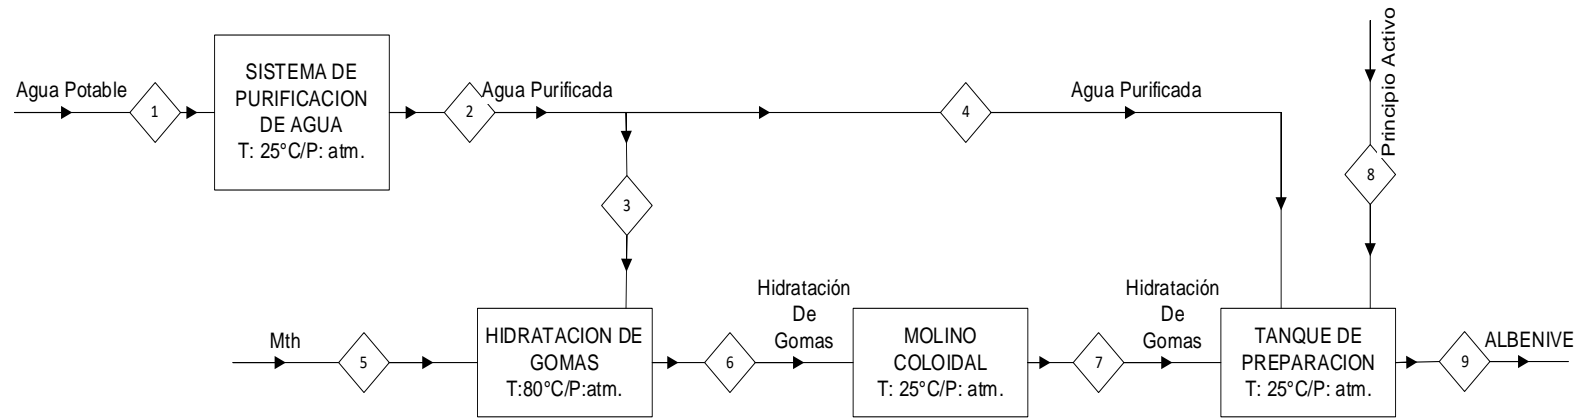 Agua Potable
1
SISTEMA DE
PURIFICACION
DE AGUA
T: 25°C/P: atm.
2
Agua Purificada
4
Agua Purificada
Principio Activo
8
3
Mth
5
HIDRATACION DE
GOMAS
T:80°C/P:atm.
6
Hidratación
De
Gomas
MOLINO
COLOIDAL
T: 25°C/P: atm.
7
Hidratación
De
Gomas
TANQUE DE
PREPARACION
T: 25°C/P: atm.
9
ALBENIVE